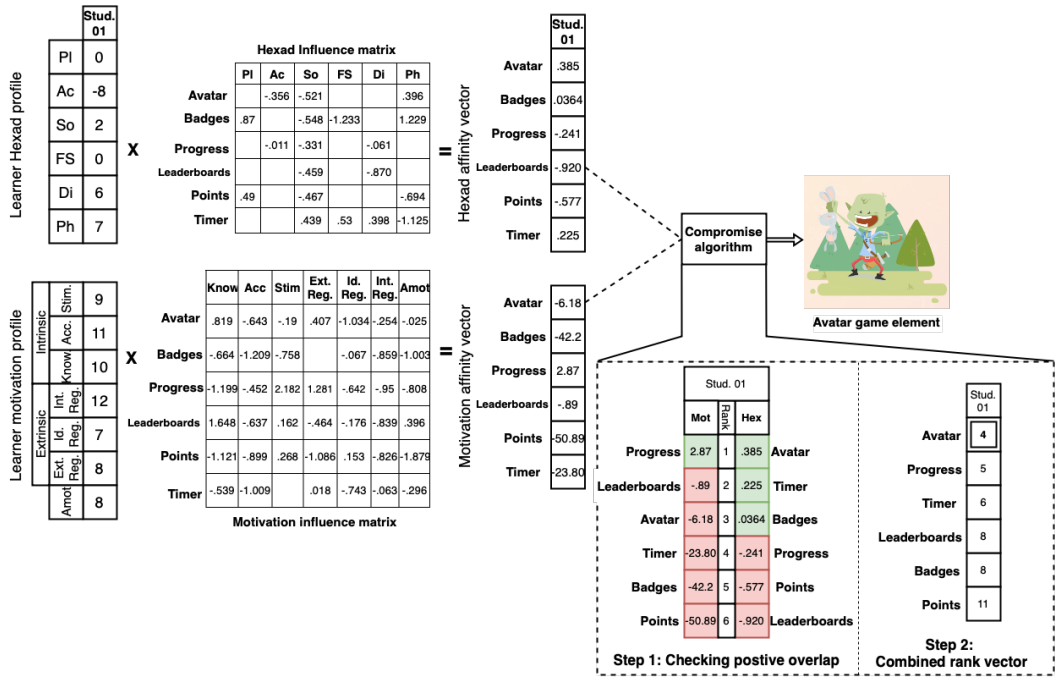 Learner Hexad profile
Stud.
01
Pl 0
Ac -8
So 2
FS 0
Di 6
Ph 7
x
Hexad Influence matrix
Pl Ac So FS Di Ph
Avatar -.356 -.521 .396
Badges .87 -.548 -1.233 1.229
Progress -.011 -.331 -.061
Leaderboards -.459 -.870
Points .49 -.467 -.694
Timer .439 .53 .398 -1.125
=
Hexad affinity vector
Stud.
01
Avatar .385
Badges .0364
Progress -.241
Leaderboards -.920
Points -.577
Timer .225
Learner motivation profile
Intrinsic
Stim. 9
Acc. 11
Know. 10
Extrinsic
Int. Reg. 12
Id. Reg. 7
Ext. Reg. 8
Amot 8
x
Know Acc Stim Ext. Reg. Id. Reg. Int. Reg. Amot
Avatar .819 -.643 -.19 .407 -1.034 -.254 -.025
Badges -.664 -1.209 -.758 -.067 -.859 -1.003
Progress -1.199 -.452 2.182 1.281 -.642 -.95 -.808
Leaderboards 1.648 -.637 .162 -.464 -.176 -.839 .396
Points -1.121 -.899 .268 -1.086 .153 -.826 -1.879
Timer -.539 -1.009 .018 -.743 -.063 -.296
Motivation influence matrix
=
Motivation affinity vector
Avatar -6.18
Badges -42.2
Progress 2.87
Leaderboards -.89
Points -50.89
Timer -23.80
Compromise
algorithm
Avatar game element
Stud. 01
Mot Rank Hex
Progress 2.87 1 .385 Avatar
Leaderboards -.89 2 .225 Timer
Avatar -6.18 3 .0364 Badges
Timer -23.80 4 -.241 Progress
Badges -42.2 5 -.577 Points
Points -50.89 6 -.920 Leaderboards
Step 1: Checking postive overlap
Stud.
01
Avatar 4
Progress 5
Timer 6
Leaderboards 8
Badges 8
Points 11
Step 2:
Combined rank vector